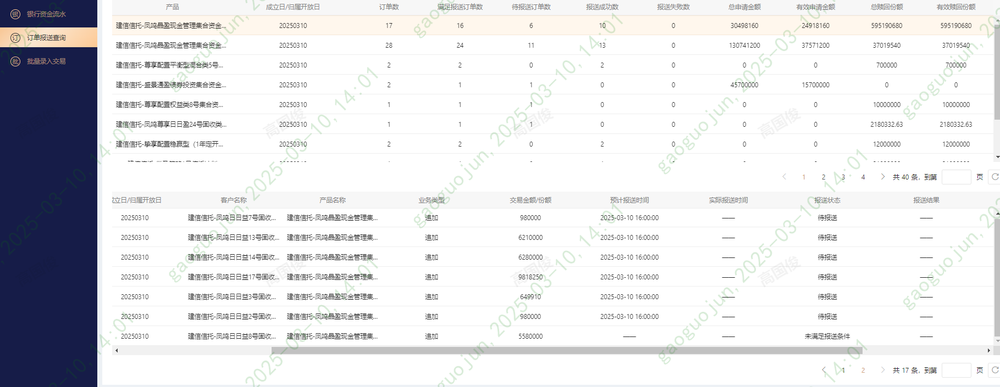 银 银行资金流水
订 订单报送查询
批 批量录入交易
产品 成立日/归属开放日 订单数 满足报送订单数 待报送订单数 报送成功数 报送失败数 总申请金额 有效申请金额 总赎回份额 有效赎回份额
建信信托-凤鸣晶盈现金管理集合资金... 20250310 17 16 6 10 0 30498160 24918160 595190680 595190680
建信信托-凤鸣晶盈现金管理集合资金... 20250310 28 24 11 13 0 130741200 37571200 37019540 37019540
建信信托-尊享配置平衡型混合类5号... 20250310 2 2 0 2 0 0 0 700000 700000
建信信托-盛景通盈债券投资集合资金... 20250310 2 1 1 0 0 45700000 15700000 0 0
建信信托-尊享配置权益类8号集合资... 20250310 1 1 1 0 0 0 0 10000000 10000000
建信信托-凤鸣尊享日日盈24号固收类... 20250310 1 1 1 0 0 0 0 2180332.63 2180332.63
建信信托-挚享配置稳赢型（1年定开... 20250310 2 2 0 2 0 0 0 12000000 12000000
1 2 3 4 共 40 条，到第 页
成立日/归属开放日 客户名称 产品名称 业务类型 交易金额/份额 预计报送时间 实际报送时间 报送状态 报送结果
20250310 建信信托-凤鸣日日益7号固收... 建信信托-凤鸣晶盈现金管理集... 追加 980000 2025-03-10 16:00:00 —— 待报送 ——
20250310 建信信托-凤鸣日日益13号固收... 建信信托-凤鸣晶盈现金管理集... 追加 6210000 2025-03-10 16:00:00 —— 待报送 ——
20250310 建信信托-凤鸣日日益14号固收... 建信信托-凤鸣晶盈现金管理集... 追加 6280000 2025-03-10 16:00:00 —— 待报送 ——
20250310 建信信托-凤鸣日日益17号固收... 建信信托-凤鸣晶盈现金管理集... 追加 9818250 2025-03-10 16:00:00 —— 待报送 ——
20250310 建信信托-凤鸣日日益3号固收... 建信信托-凤鸣晶盈现金管理集... 追加 649910 2025-03-10 16:00:00 —— 待报送 ——
20250310 建信信托-凤鸣日日益2号固收... 建信信托-凤鸣晶盈现金管理集... 追加 980000 2025-03-10 16:00:00 —— 待报送 ——
20250310 建信信托-凤鸣日日益8号固收... 建信信托-凤鸣晶盈现金管理集... 追加 5580000 —— —— 未满足报送条件 ——
1 2 共 17 条，到第 页
gaoguojun, 2025-03-10, 14:01
高国俊